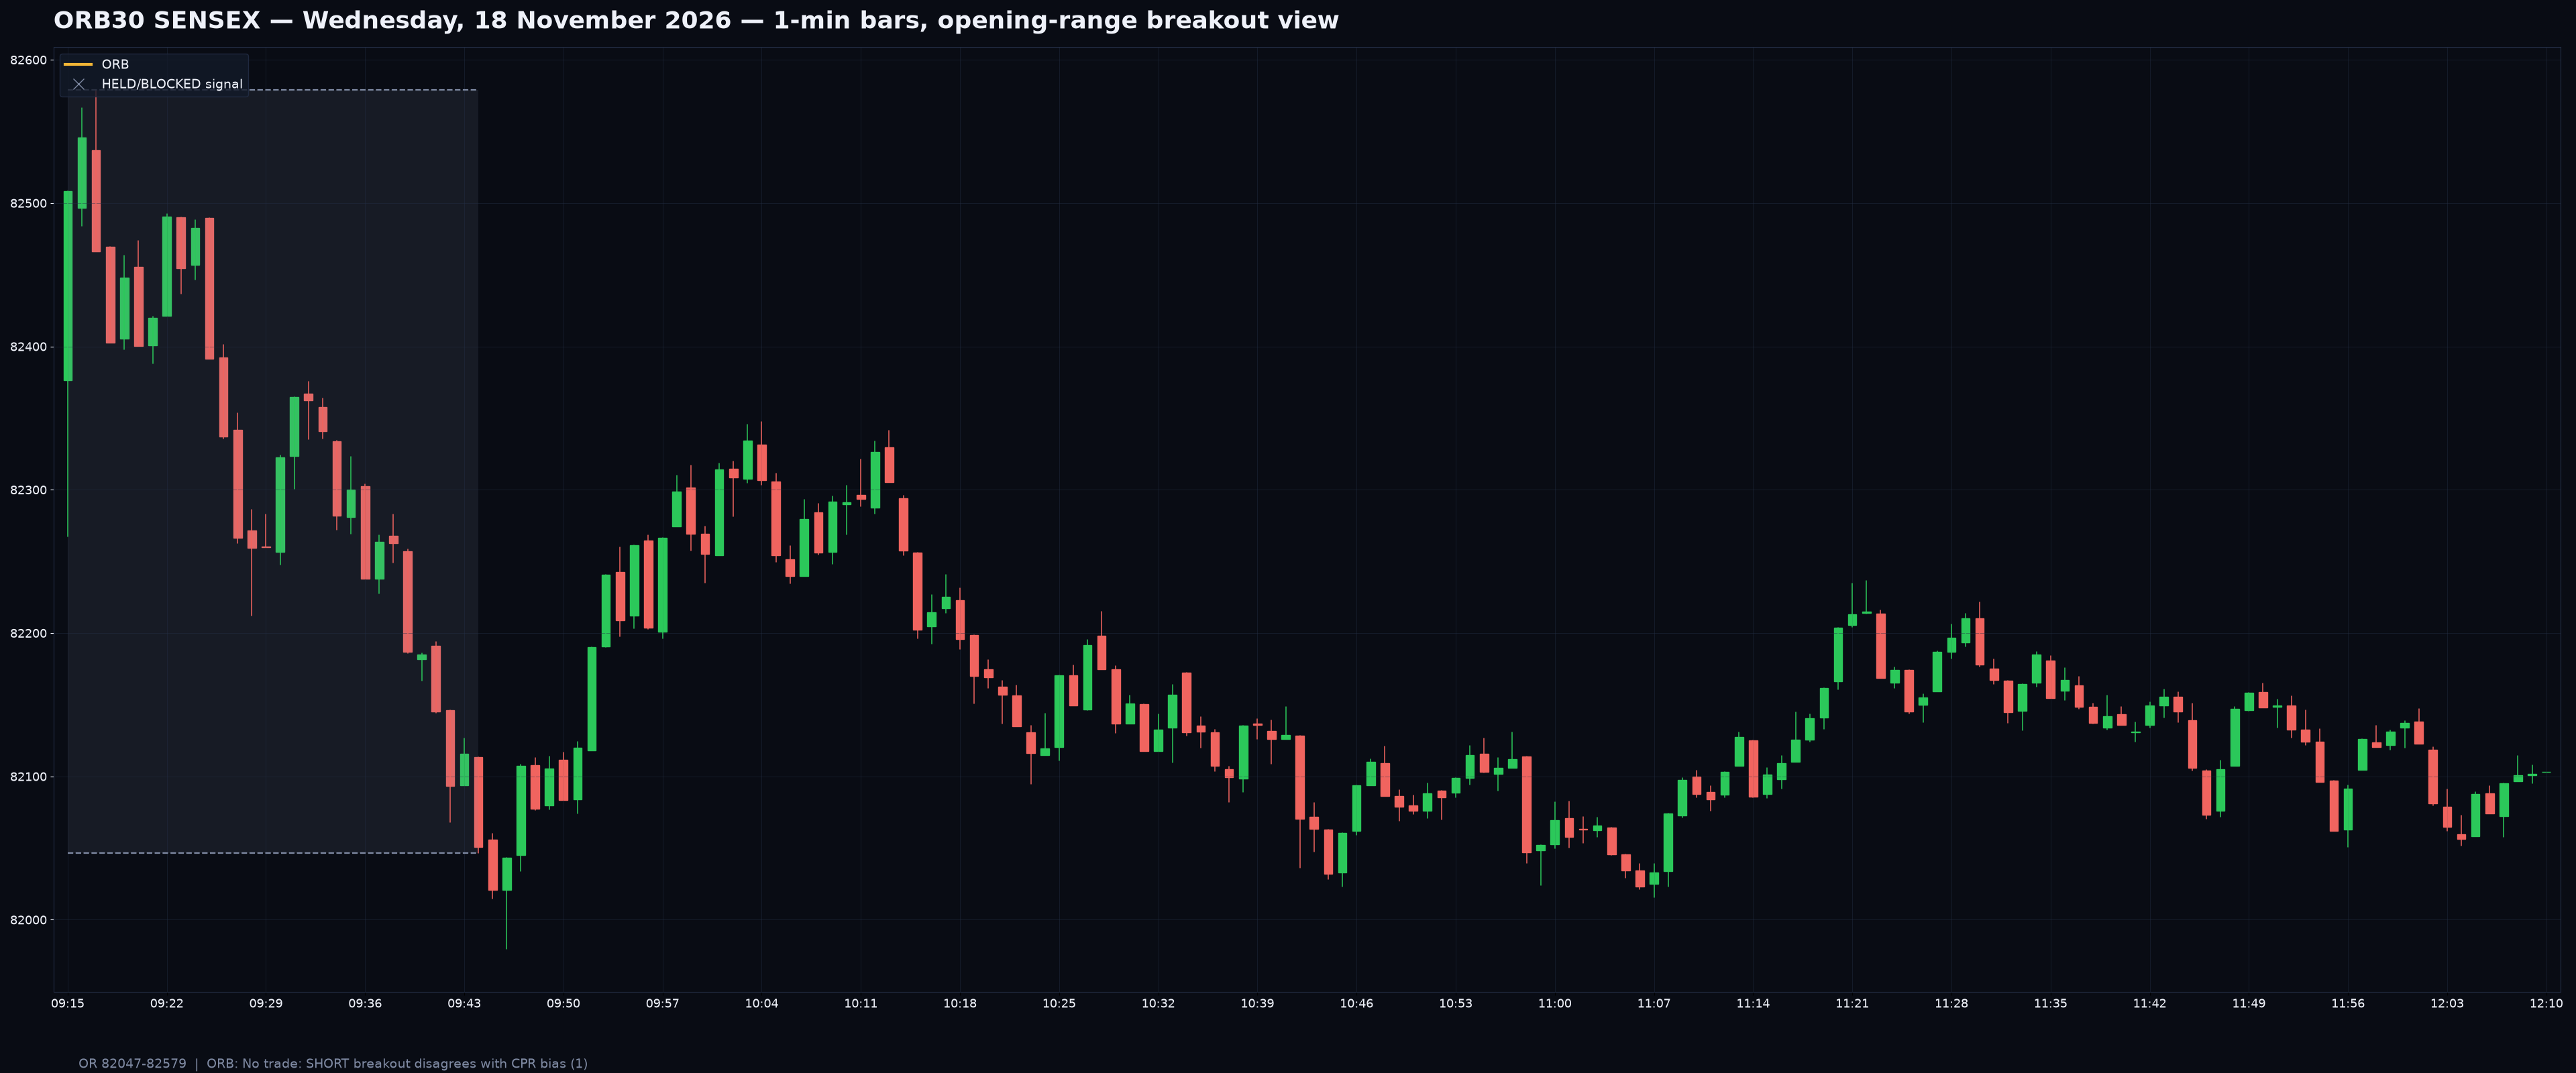 ORB30 SENSEX — Wednesday, 18 November 2026 — 1-min bars, opening-range breakout view
ORB
HELD/BLOCKED signal
82600
82500
82400
82300
82200
82100
82000
09:15 09:22 09:29 09:36 09:43 09:50 09:57 10:04 10:11 10:18 10:25 10:32 10:39 10:46 10:53 11:00 11:07 11:14 11:21 11:28 11:35 11:42 11:49 11:56 12:03 12:10
OR 82047-82579 | ORB: No trade: SHORT breakout disagrees with CPR bias (1)